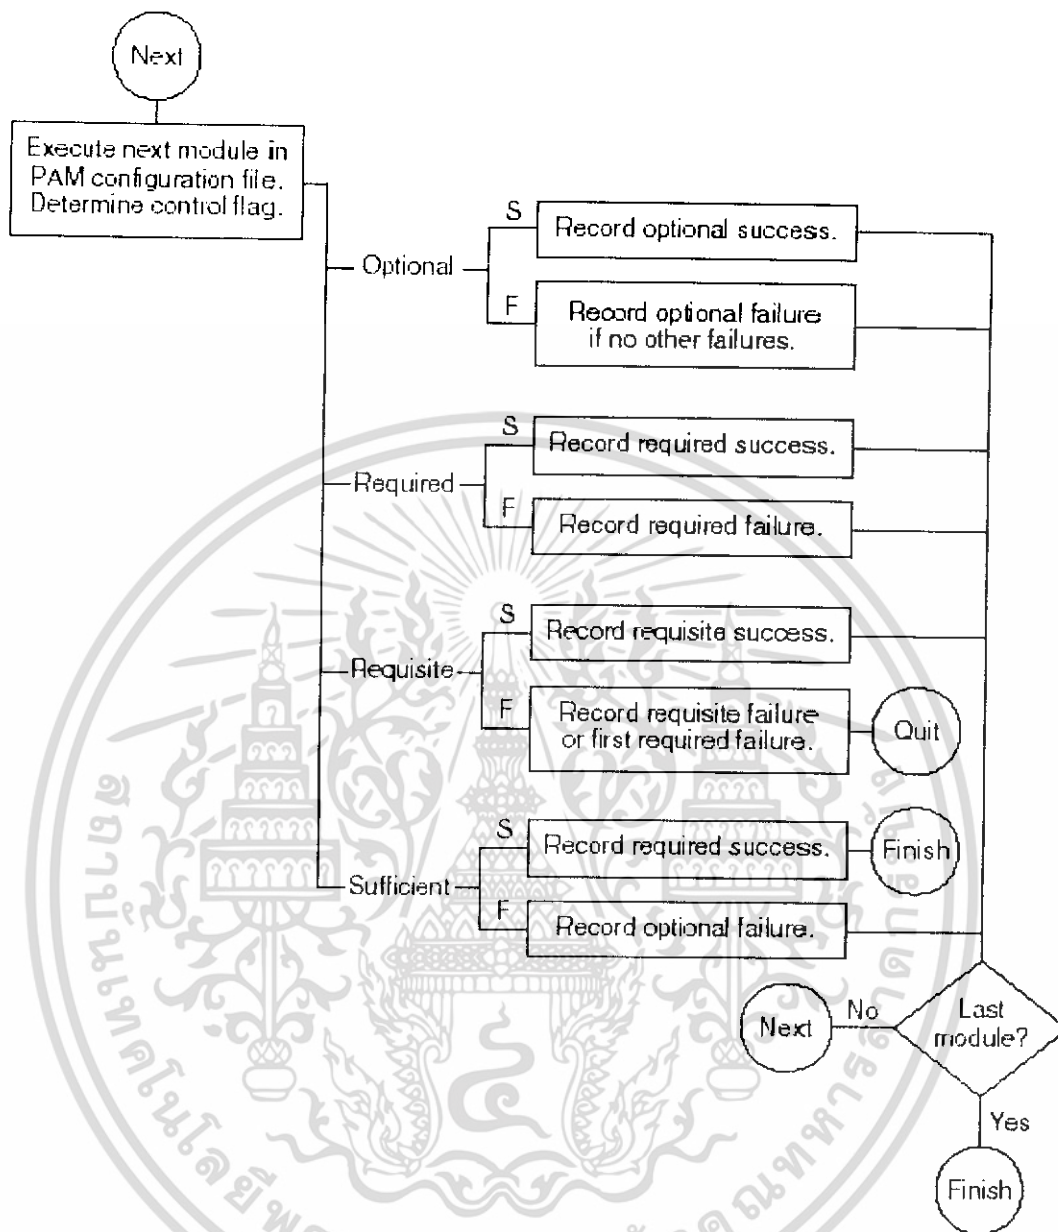 Next
Execute next module in
PAM configuration file.
Determine control flag.
Optional
S
Record optional success.
F
Record optional failure
if no other failures.
Required
S
Record required success.
F
Record required failure.
Requisite
S
Record requisite success.
F
Record requisite failure
or first required failure.
Quit
Sufficient
S
Record required success.
Finish
F
Record optional failure.
Last
module?
No
Next
Yes
Finish